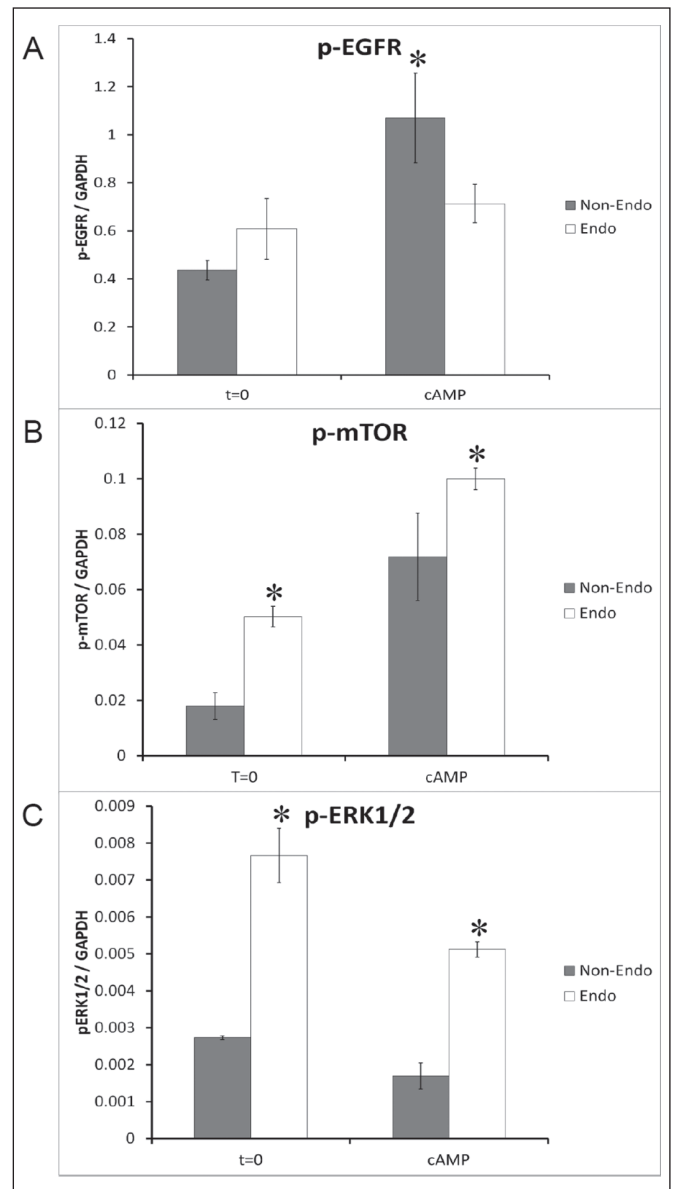 A
p-EGFR
*
1.4
1.2
1
0.8
0.6
0.4
0.2
0
p-EGFR / GAPDH
t=0
cAMP
Non-Endo
Endo
B
p-mTOR
*
*
0.12
0.1
0.08
0.06
0.04
0.02
0
p-mTOR / GAPDH
T=0
cAMP
Non-Endo
Endo
C
* p-ERK1/2
*
0.009
0.008
0.007
0.006
0.005
0.004
0.003
0.002
0.001
0
pERK1/2 / GAPDH
t=0
cAMP
Non-Endo
Endo